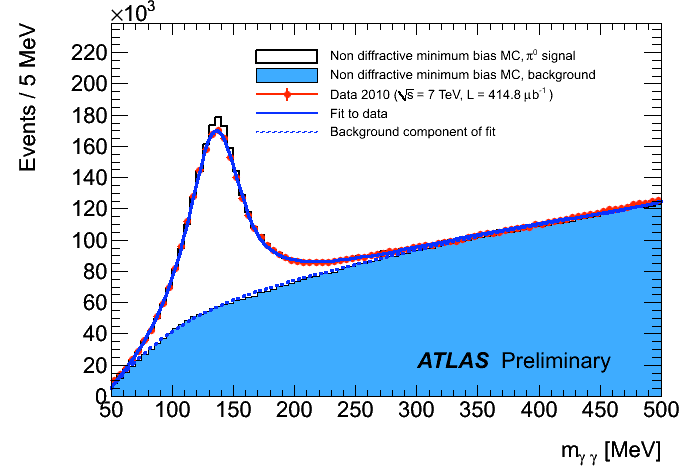 ×10³
Events / 5 MeV
220
200
180
160
140
120
100
80
60
40
20
0
Non diffractive minimum bias MC, π⁰ signal
Non diffractive minimum bias MC, background
Data 2010 (√s = 7 TeV, L = 414.8 μb⁻¹)
Fit to data
Background component of fit
ATLAS Preliminary
50 100 150 200 250 300 350 400 450 500
mγγ [MeV]